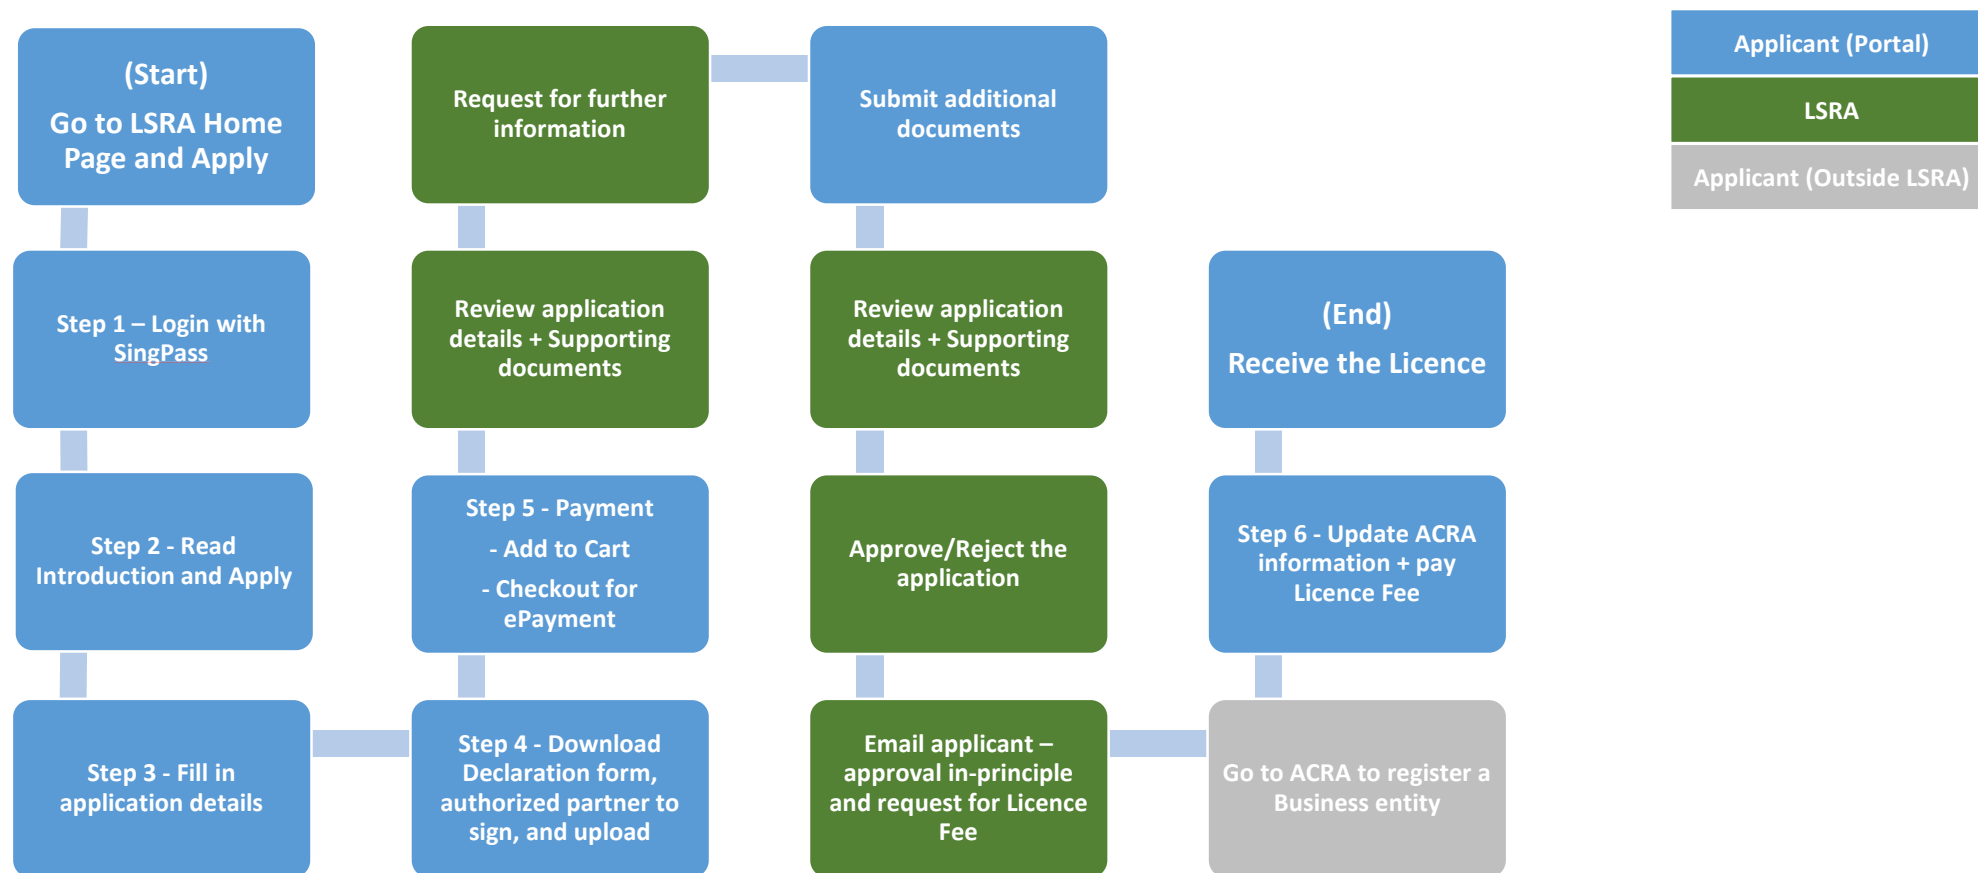 (Start)
Go to LSRA Home
Page and Apply
Step 1 – Login with
SingPass
Step 2 - Read
Introduction and Apply
Step 3 - Fill in
application details
Step 4 - Download
Declaration form,
authorized partner to
sign, and upload
Step 5 - Payment
- Add to Cart
- Checkout for
ePayment
Review application
details + Supporting
documents
Request for further
information
Submit additional
documents
Review application
details + Supporting
documents
Approve/Reject the
application
Email applicant –
approval in-principle
and request for Licence
Fee
Go to ACRA to register a
Business entity
Step 6 - Update ACRA
information + pay
Licence Fee
(End)
Receive the Licence
Applicant (Portal)
LSRA
Applicant (Outside LSRA)